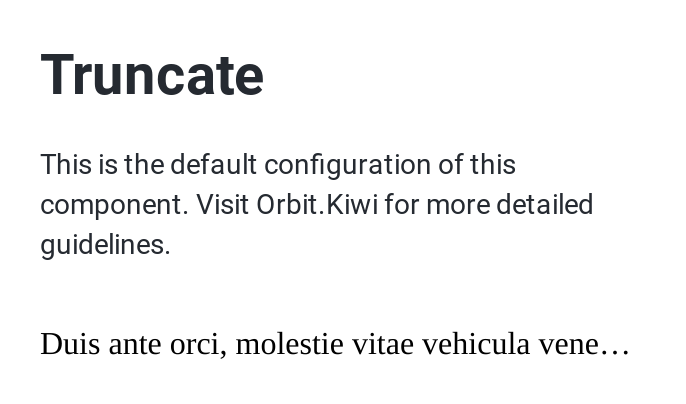 Truncate
This is the default configuration of this
component. Visit Orbit.Kiwi for more detailed
guidelines.
Duis ante orci, molestie vitae vehicula vene…